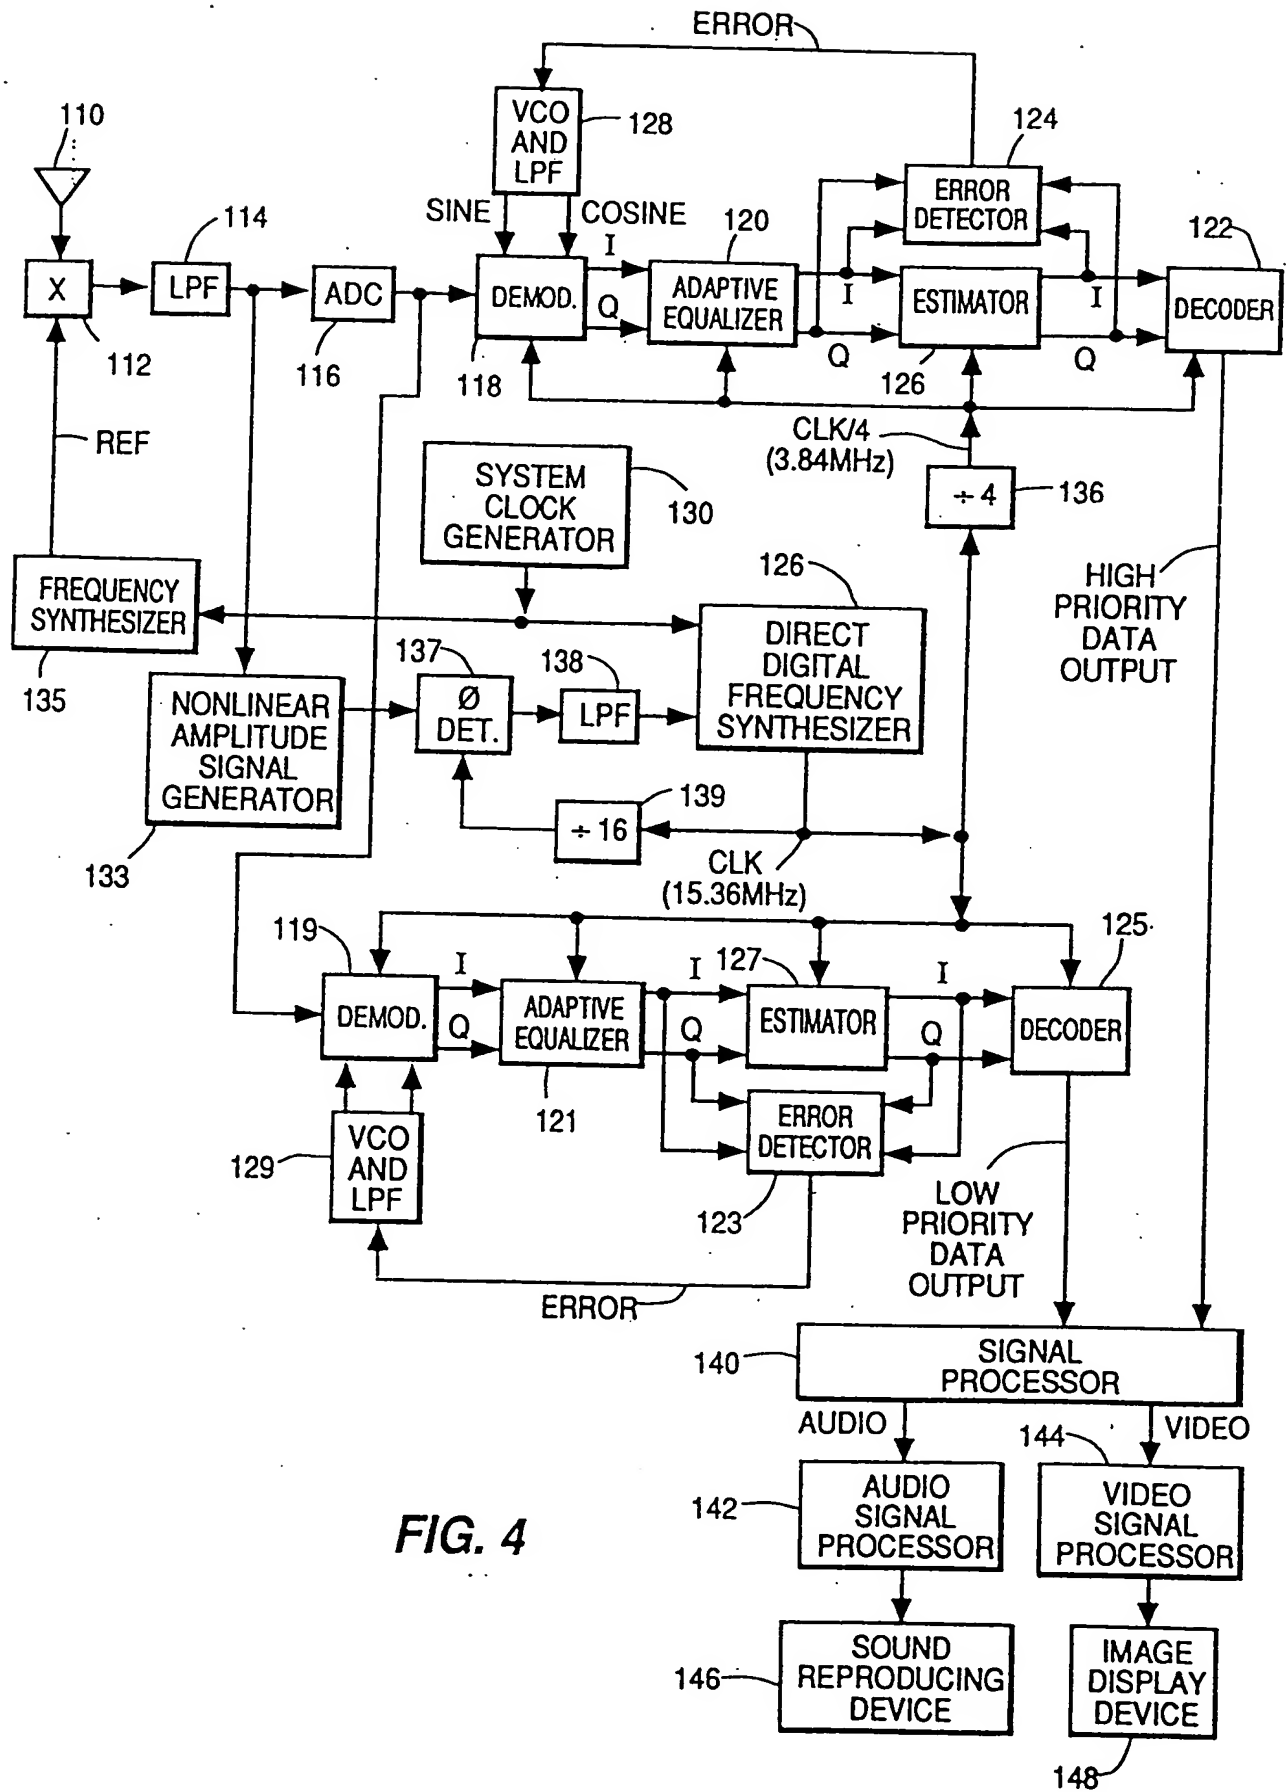 ERROR
VCO
AND
LPF
128
110
124
ERROR
DETECTOR
SINE
COSINE
114
120
122
I
X
LPF
ADC
DEMOD.
ADAPTIVE
EQUALIZER
I
ESTIMATOR
I
DECODER
Q
Q
Q
112
116
118
126
REF
CLK/4
(3.84MHz)
SYSTEM
CLOCK
GENERATOR
130
÷ 4
136
FREQUENCY
SYNTHESIZER
135
126
DIRECT
DIGITAL
FREQUENCY
SYNTHESIZER
HIGH
PRIORITY
DATA
OUTPUT
137
138
Ø
DET.
LPF
NONLINEAR
AMPLITUDE
SIGNAL
GENERATOR
133
139
÷ 16
CLK
(15.36MHz)
119
125
I
I
127
I
DEMOD.
ADAPTIVE
EQUALIZER
ESTIMATOR
DECODER
Q
Q
Q
121
ERROR
DETECTOR
VCO
AND
LPF
129
123
LOW
PRIORITY
DATA
OUTPUT
ERROR
140
SIGNAL
PROCESSOR
AUDIO
VIDEO
144
142
AUDIO
SIGNAL
PROCESSOR
VIDEO
SIGNAL
PROCESSOR
FIG. 4
146
SOUND
REPRODUCING
DEVICE
IMAGE
DISPLAY
DEVICE
148